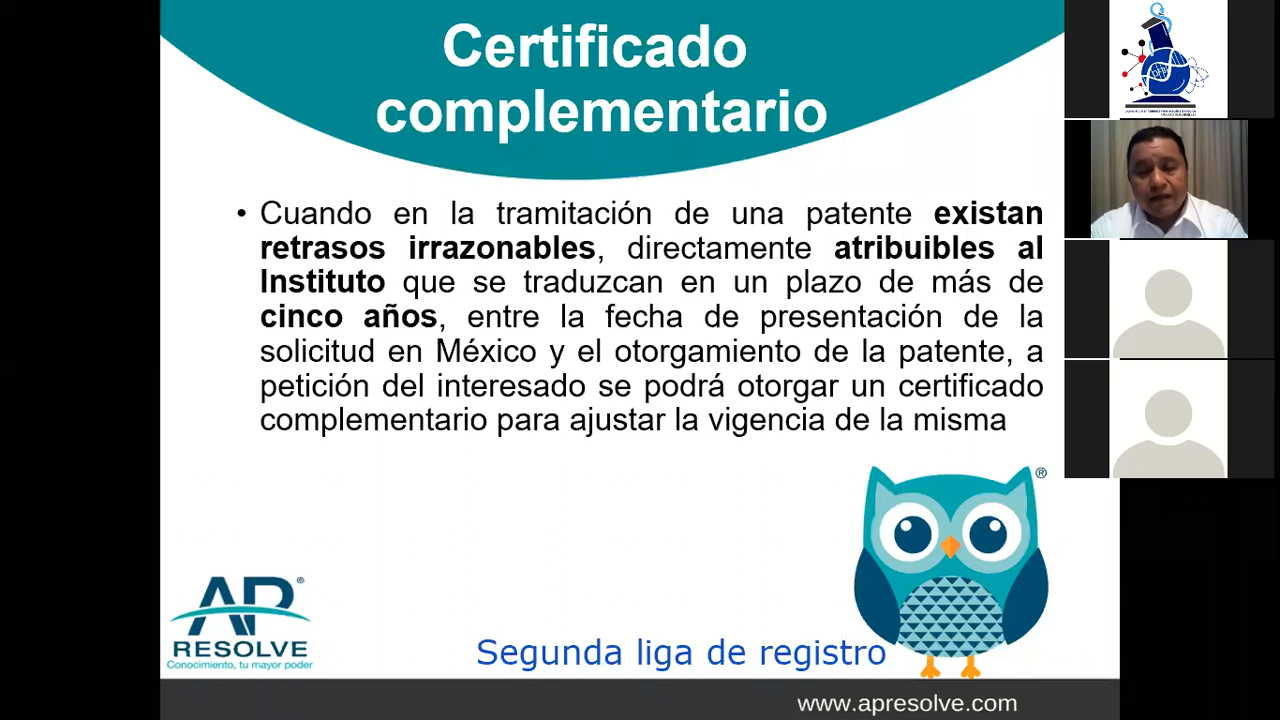 Certificado
complementario
• Cuando en la tramitación de una patente existan
retrasos irrazonables, directamente atribuibles al
Instituto que se traduzcan en un plazo de más de
cinco años, entre la fecha de presentación de la
solicitud en México y el otorgamiento de la patente, a
petición del interesado se podrá otorgar un certificado
complementario para ajustar la vigencia de la misma
®
AP®
RESOLVE
Conocimiento, tu mayor poder
Segunda liga de registro
www.apresolve.com